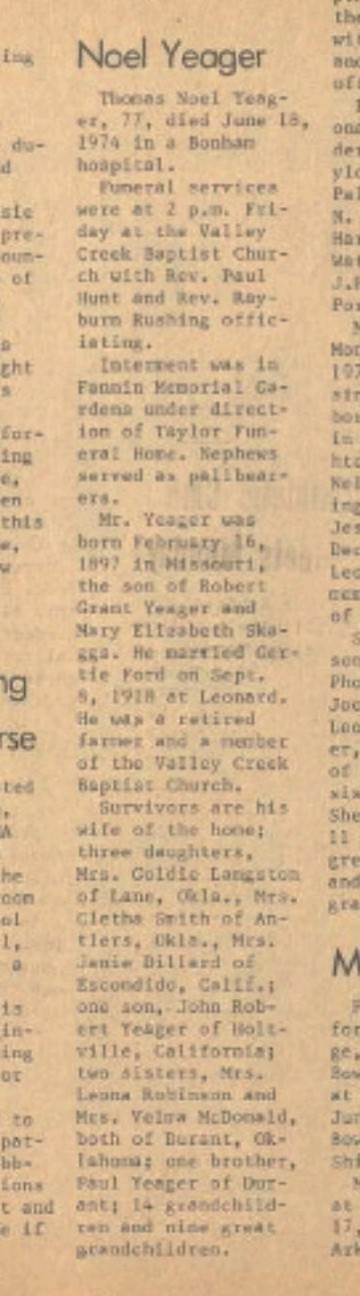 Noel Yeager
Thomas Noel Yeag-
er, 77, died June 18,
1974 in a Bonham
hospital.
Funeral services
were at 2 p.m. Fri-
day at the Valley
Creek Baptist Chur-
ch with Rev. Paul
Hunt and Rev. Ray-
burn Rushing offic-
iating.
Interment was in
Fannin Memorial Ga-
rdens under direct-
ion of Taylor Fun-
eral Home. Nephews
served as pallbear-
ers.
Mr. Yeager was
born February 16,
1897 in Missouri,
the son of Robert
Grant Yeager and
Mary Elizabeth Ska-
ggs. He married Ger-
tie Ford on Sept.
8, 1918 at Leonard.
He was a retired
farmer and a member
of the Valley Creek
Baptist Church.
Survivors are his
wife of the home;
three daughters,
Mrs. Goldie Langston
of Lane, Okla., Mrs.
Cletha Smith of An-
tlers, Okla., Mrs.
Janie Dillard of
Escondido, Calif.;
one son, John Rob-
ert Yeager of Holt-
ville, California;
two sisters, Mrs.
Leona Robinson and
Mrs. Velma McDonald,
both of Durant, Ok-
lahoma; one brother,
Paul Yeager of Dur-
ant; 14 grandchild-
ren and nine great
grandchildren.